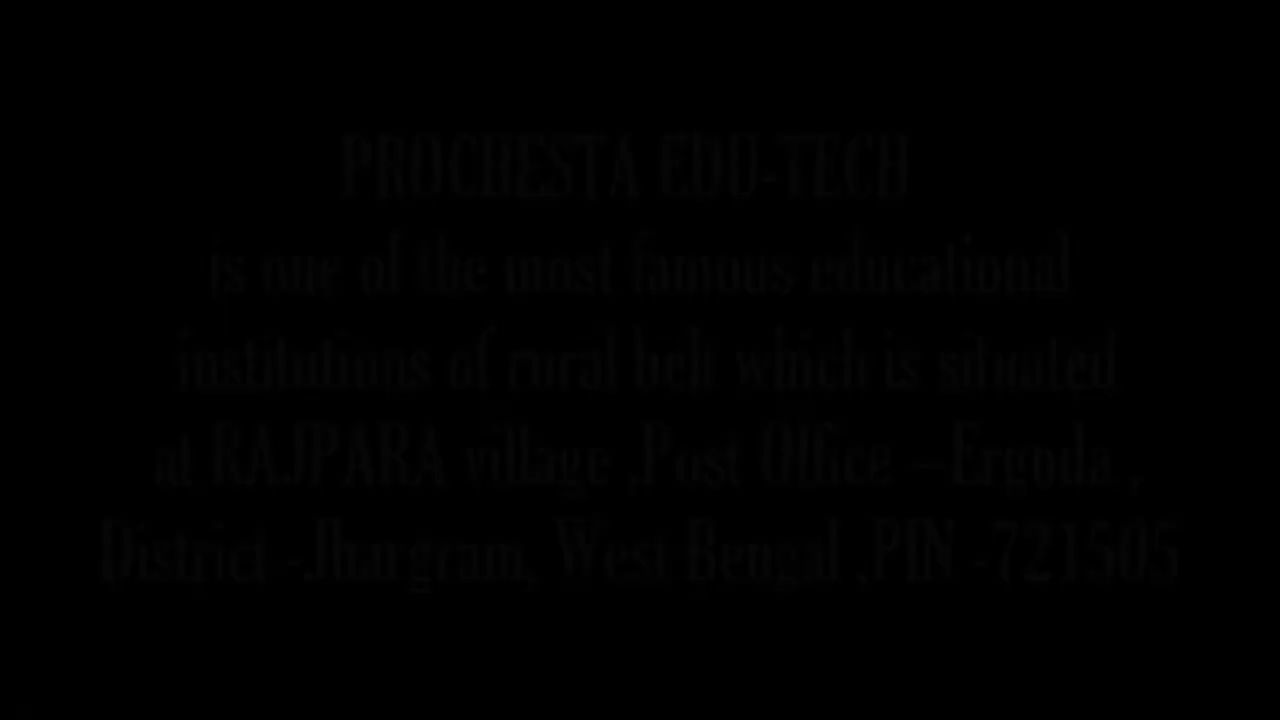 PROCHESTA EDU-TECH
is one of the most famous educational
institutions of rural belt which is situated
at RAJPARA village ,Post Office –Ergoda ,
District -Jhargram, West Bengal ,PIN -721505